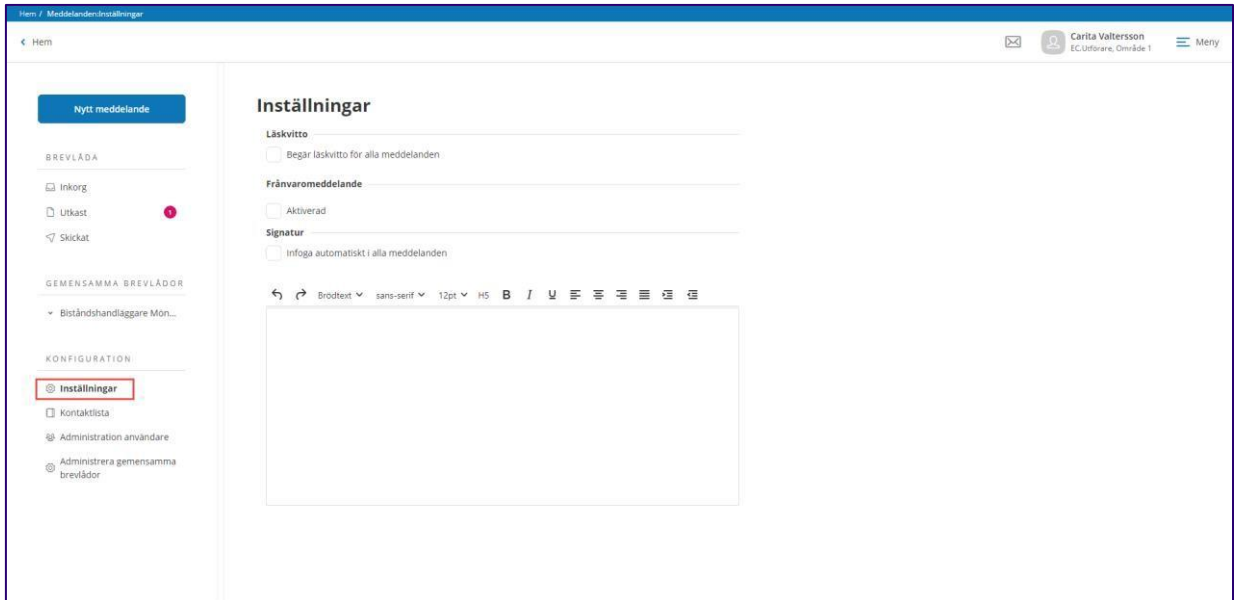 Hem / Meddelanden:Inställningar
Hem
Carita Valtersson
EC.Utförare, Område 1
Meny
Nytt meddelande
BREVLÅDA
Inkorg
Utkast
1
Skickat
GEMENSAMMA BREVLÅDOR
Biståndshandläggare Mön...
KONFIGURATION
Inställningar
Kontaktlista
Administration användare
Administrera gemensamma
brevlådor
Inställningar
Läskvitto
Begär läskvitto för alla meddelanden
Frånvaromeddelande
Aktiverad
Signatur
Infoga automatiskt i alla meddelanden
Brödtext sans-serif 12pt H5 B I U